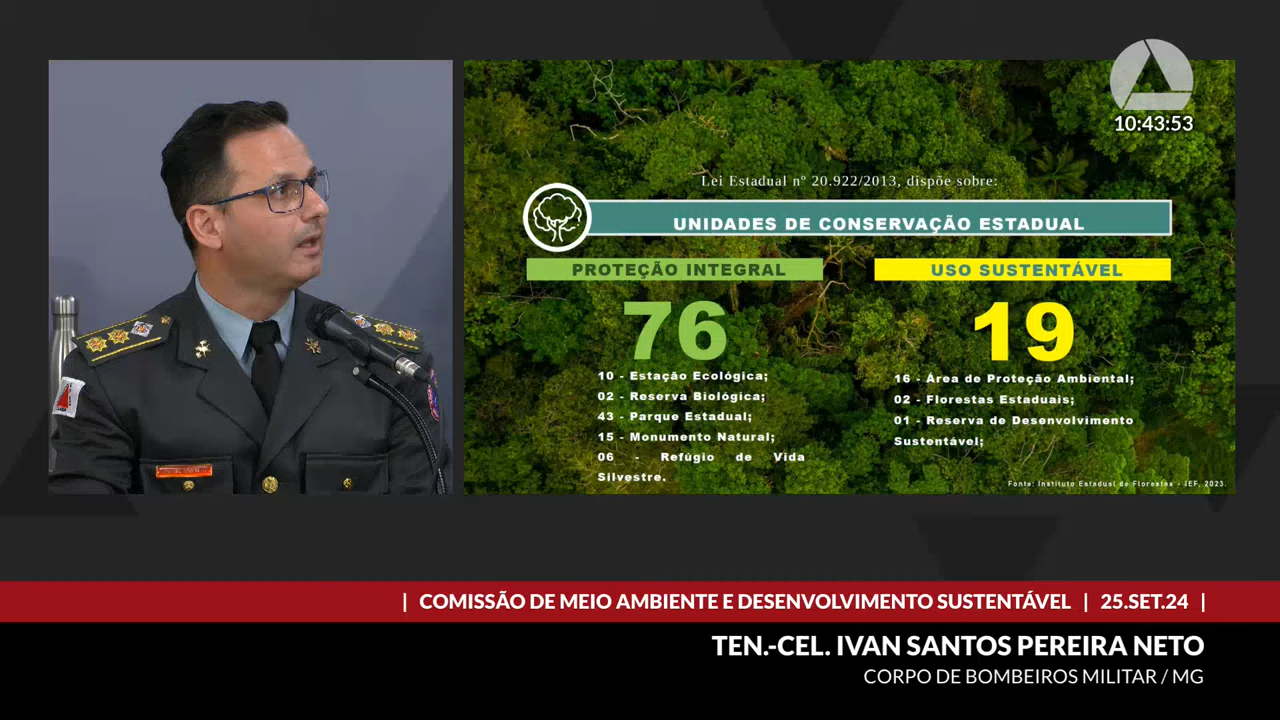 10:43:53
Lei Estadual nº 20.922/2013, dispõe sobre:
UNIDADES DE CONSERVAÇÃO ESTADUAL
PROTEÇÃO INTEGRAL
76
10 - Estação Ecológica;
02 - Reserva Biológica;
43 - Parque Estadual;
15 - Monumento Natural;
06 - Refúgio de Vida
Silvestre.
USO SUSTENTÁVEL
19
16 - Área de Proteção Ambiental;
02 - Florestas Estaduais;
01 - Reserva de Desenvolvimento
Sustentável;
Fonte: Instituto Estadual de Florestas - IEF, 2023.
| COMISSÃO DE MEIO AMBIENTE E DESENVOLVIMENTO SUSTENTÁVEL | 25.SET.24 |
TEN.-CEL. IVAN SANTOS PEREIRA NETO
CORPO DE BOMBEIROS MILITAR / MG